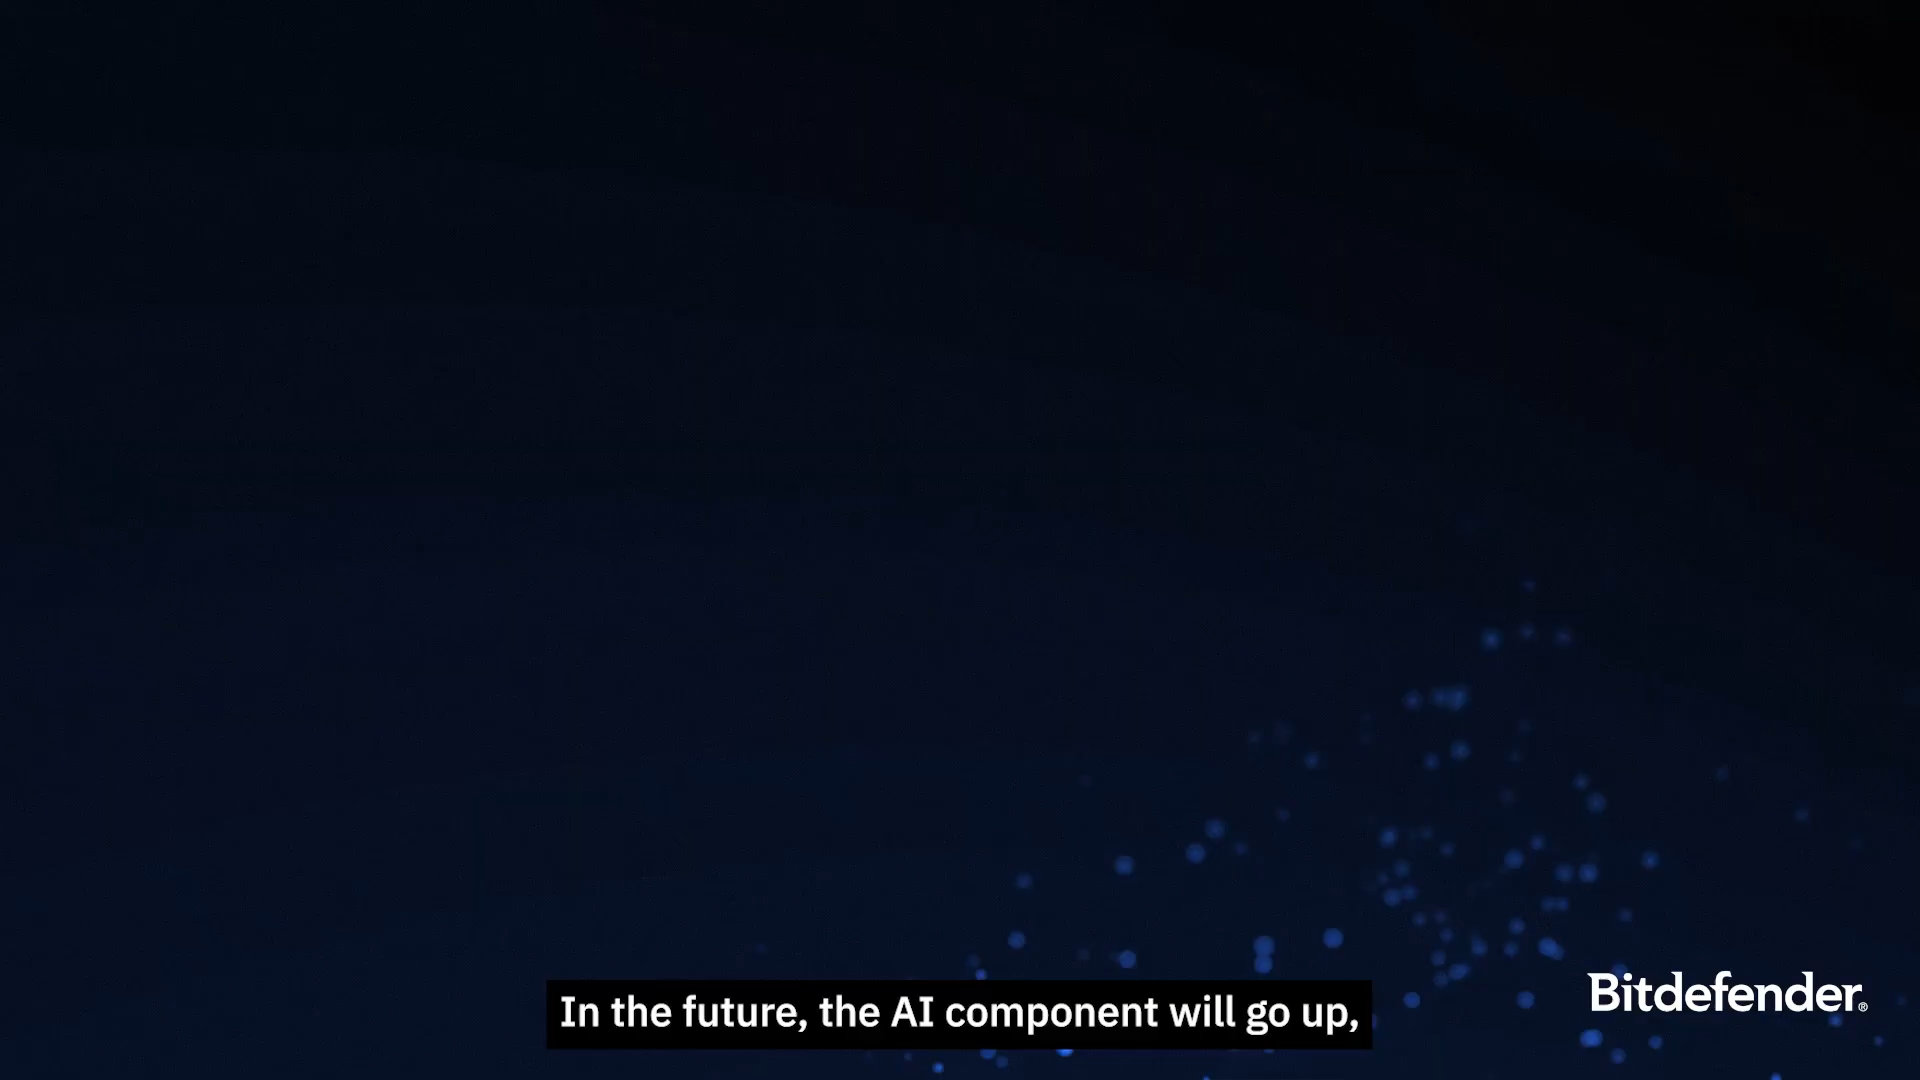 In the future, the AI component will go up,
Bitdefender®